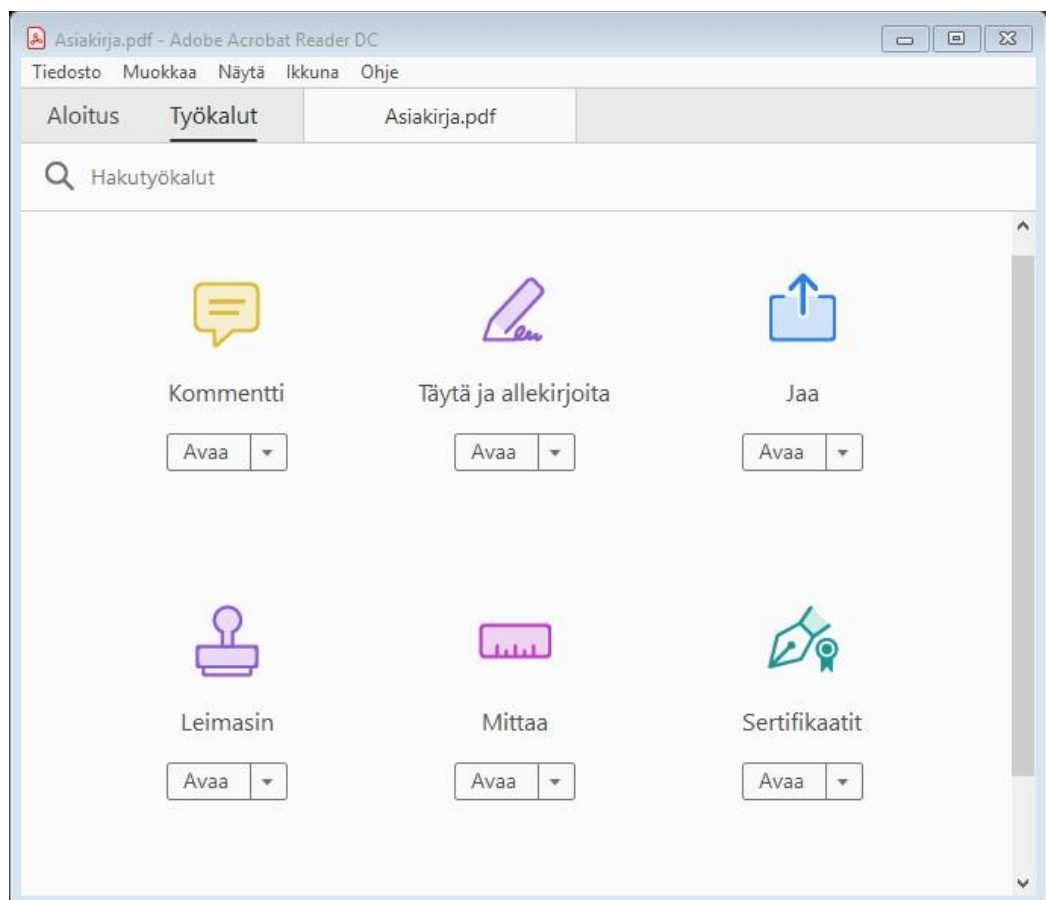 Asiakirja.pdf - Adobe Acrobat Reader DC
Tiedosto Muokkaa Näytä Ikkuna Ohje
Aloitus Työkalut Asiakirja.pdf
Hakutyökalut
Kommentti Täytä ja allekirjoita Jaa
Avaa Avaa Avaa
Leimasin Mittaa Sertifikaatit
Avaa Avaa Avaa